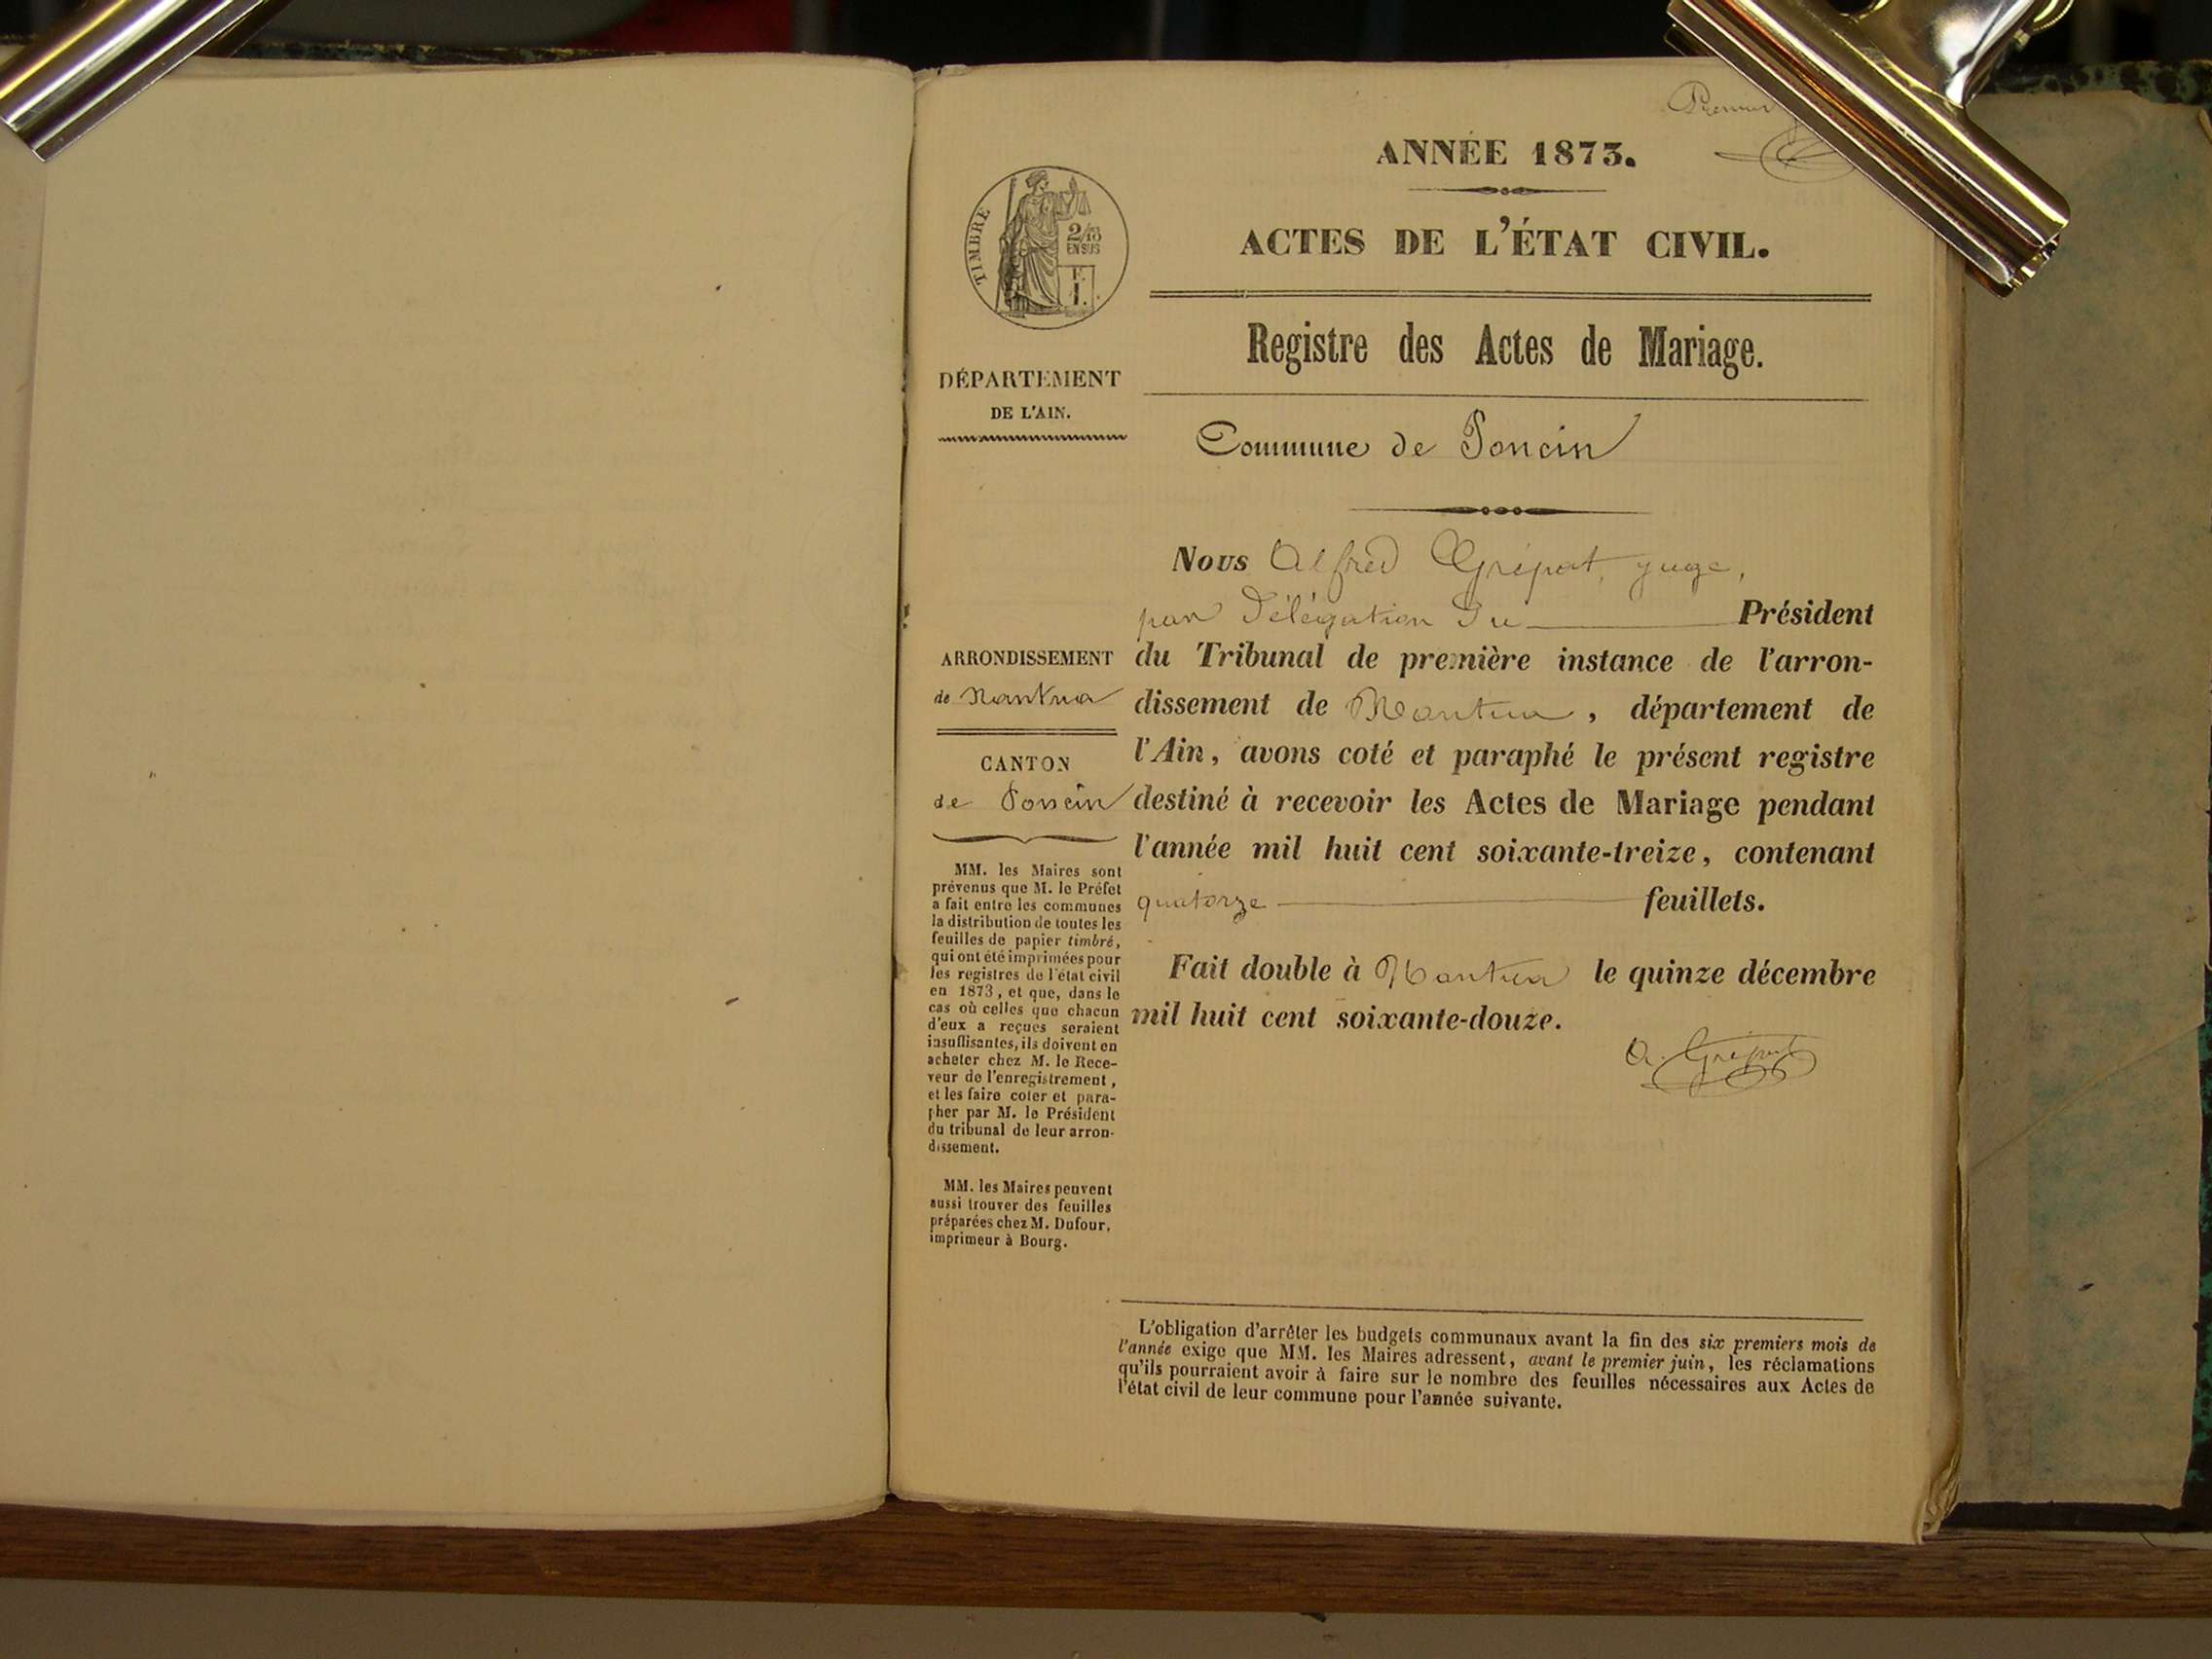 Premier
ANNÉE 1873.
TIMBRE
2/10
EN SUS
F.
1.
ACTES DE L'ÉTAT CIVIL.
Registre des Actes de Mariage.
DÉPARTEMENT
DE L'AIN.
Commune de Poncin
Nous Alfred Grépat, juge,
par délégation du Président
du Tribunal de première instance de l'arron-
dissement de Nantua, département de
l'Ain, avons coté et paraphé le présent registre
destiné à recevoir les Actes de Mariage pendant
l'année mil huit cent soixante-treize, contenant
quatorze feuillets.
Fait double à Nantua le quinze décembre
mil huit cent soixante-douze.
A. Grépat
ARRONDISSEMENT
de Nantua
CANTON
de Poncin
MM. les Maires sont
prévenus que M. le Préfet
a fait entre les communes
la distribution de toutes les
feuilles de papier timbré,
qui ont été imprimées pour
les registres de l'état civil
en 1873, et que, dans le
cas où celles que chacun
d'eux a reçues seraient
insuffisantes, ils doivent en
acheter chez M. le Rece-
veur de l'enregistrement,
et les faire coter et para-
pher par M. le Président
du tribunal de leur arron-
dissement.
MM. les Maires peuvent
aussi trouver des feuilles
préparées chez M. Dufour,
imprimeur à Bourg.
L'obligation d'arrêter les budgets communaux avant la fin des six premiers mois de
l'année exige que MM. les Maires adressent, avant le premier juin, les réclamations
qu'ils pourraient avoir à faire sur le nombre des feuilles nécessaires aux Actes de
l'état civil de leur commune pour l'année suivante.